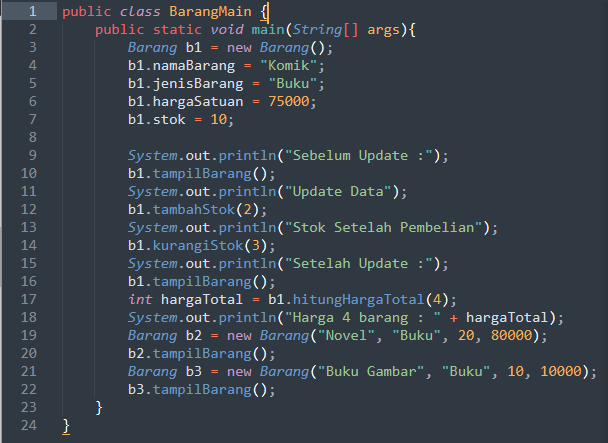 1 public class BarangMain {
2 public static void main(String[] args){
3 Barang b1 = new Barang();
4 b1.namaBarang = "Komik";
5 b1.jenisBarang = "Buku";
6 b1.hargaSatuan = 75000;
7 b1.stok = 10;
8
9 System.out.println("Sebelum Update :");
10 b1.tampilBarang();
11 System.out.println("Update Data");
12 b1.tambahStok(2);
13 System.out.println("Stok Setelah Pembelian");
14 b1.kurangiStok(3);
15 System.out.println("Setelah Update :");
16 b1.tampilBarang();
17 int hargaTotal = b1.hitungHargaTotal(4);
18 System.out.println("Harga 4 barang : " + hargaTotal);
19 Barang b2 = new Barang("Novel", "Buku", 20, 80000);
20 b2.tampilBarang();
21 Barang b3 = new Barang("Buku Gambar", "Buku", 10, 10000);
22 b3.tampilBarang();
23 }
24 }